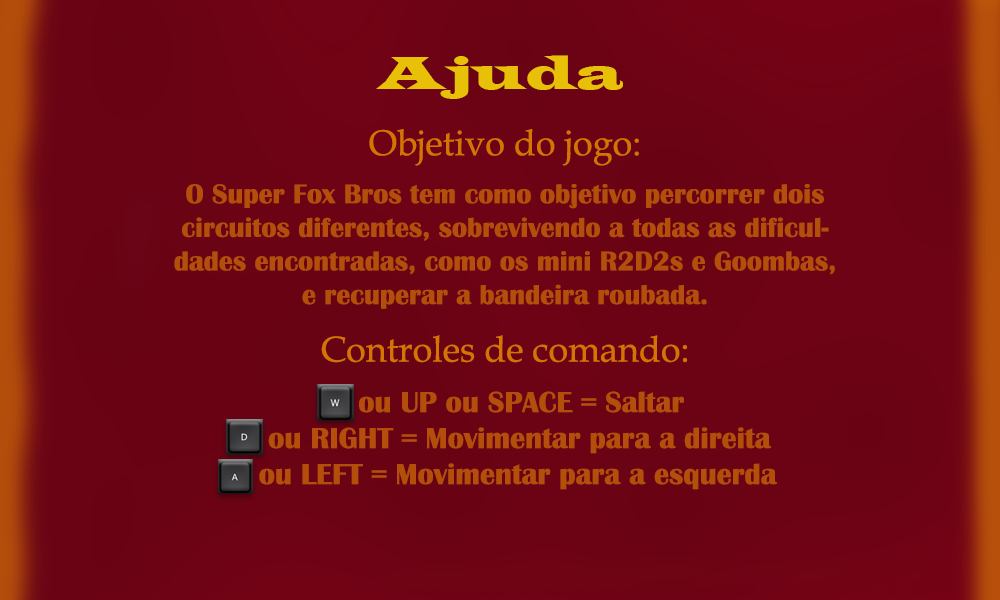 Ajuda
Objetivo do jogo:
O Super Fox Bros tem como objetivo percorrer dois
circuitos diferentes, sobrevivendo a todas as dificul-
dades encontradas, como os mini R2D2s e Goombas,
e recuperar a bandeira roubada.
Controles de comando:
W ou UP ou SPACE = Saltar
D ou RIGHT = Movimentar para a direita
A ou LEFT = Movimentar para a esquerda